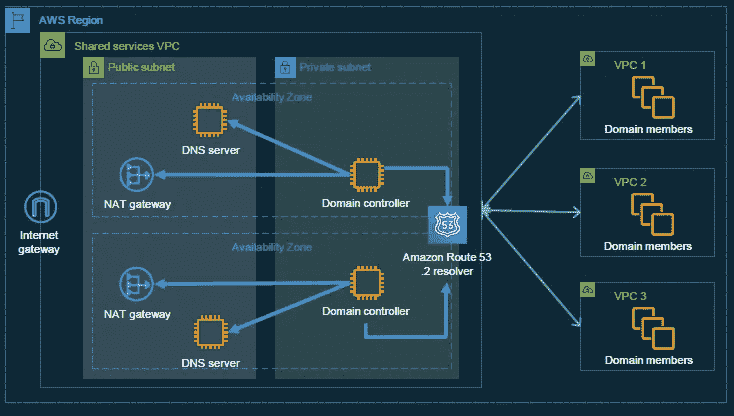 AWS Region
Shared services VPC
Public subnet
Private subnet
Availability Zone
DNS server
NAT gateway
Domain controller
Internet
gateway
53
Amazon Route 53
.2 resolver
Availability Zone
NAT gateway
Domain controller
DNS server
VPC 1
Domain members
VPC 2
Domain members
VPC 3
Domain members